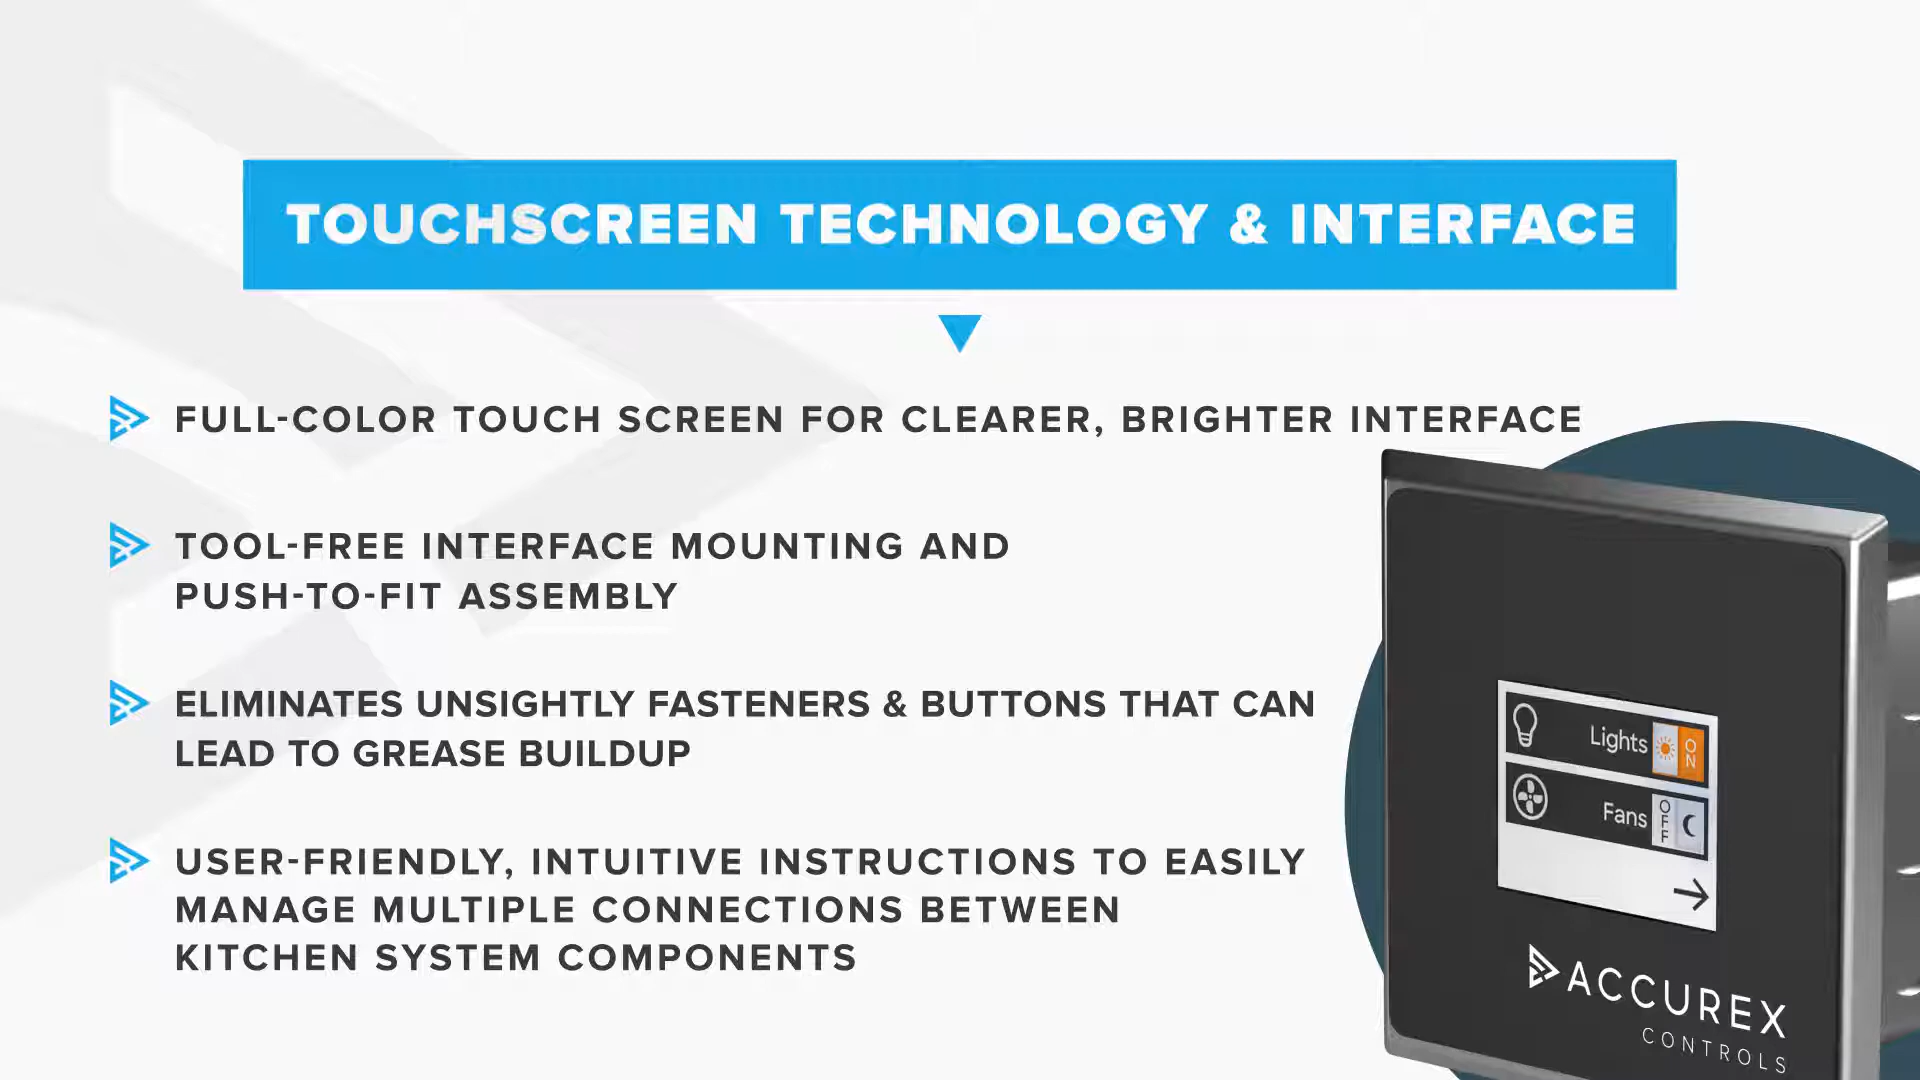 TOUCHSCREEN TECHNOLOGY & INTERFACE
FULL-COLOR TOUCH SCREEN FOR CLEARER, BRIGHTER INTERFACE
TOOL-FREE INTERFACE MOUNTING AND
PUSH-TO-FIT ASSEMBLY
ELIMINATES UNSIGHTLY FASTENERS & BUTTONS THAT CAN
LEAD TO GREASE BUILDUP
USER-FRIENDLY, INTUITIVE INSTRUCTIONS TO EASILY
MANAGE MULTIPLE CONNECTIONS BETWEEN
KITCHEN SYSTEM COMPONENTS
Lights ON
Fans OFF
ACCUREX
CONTROLS